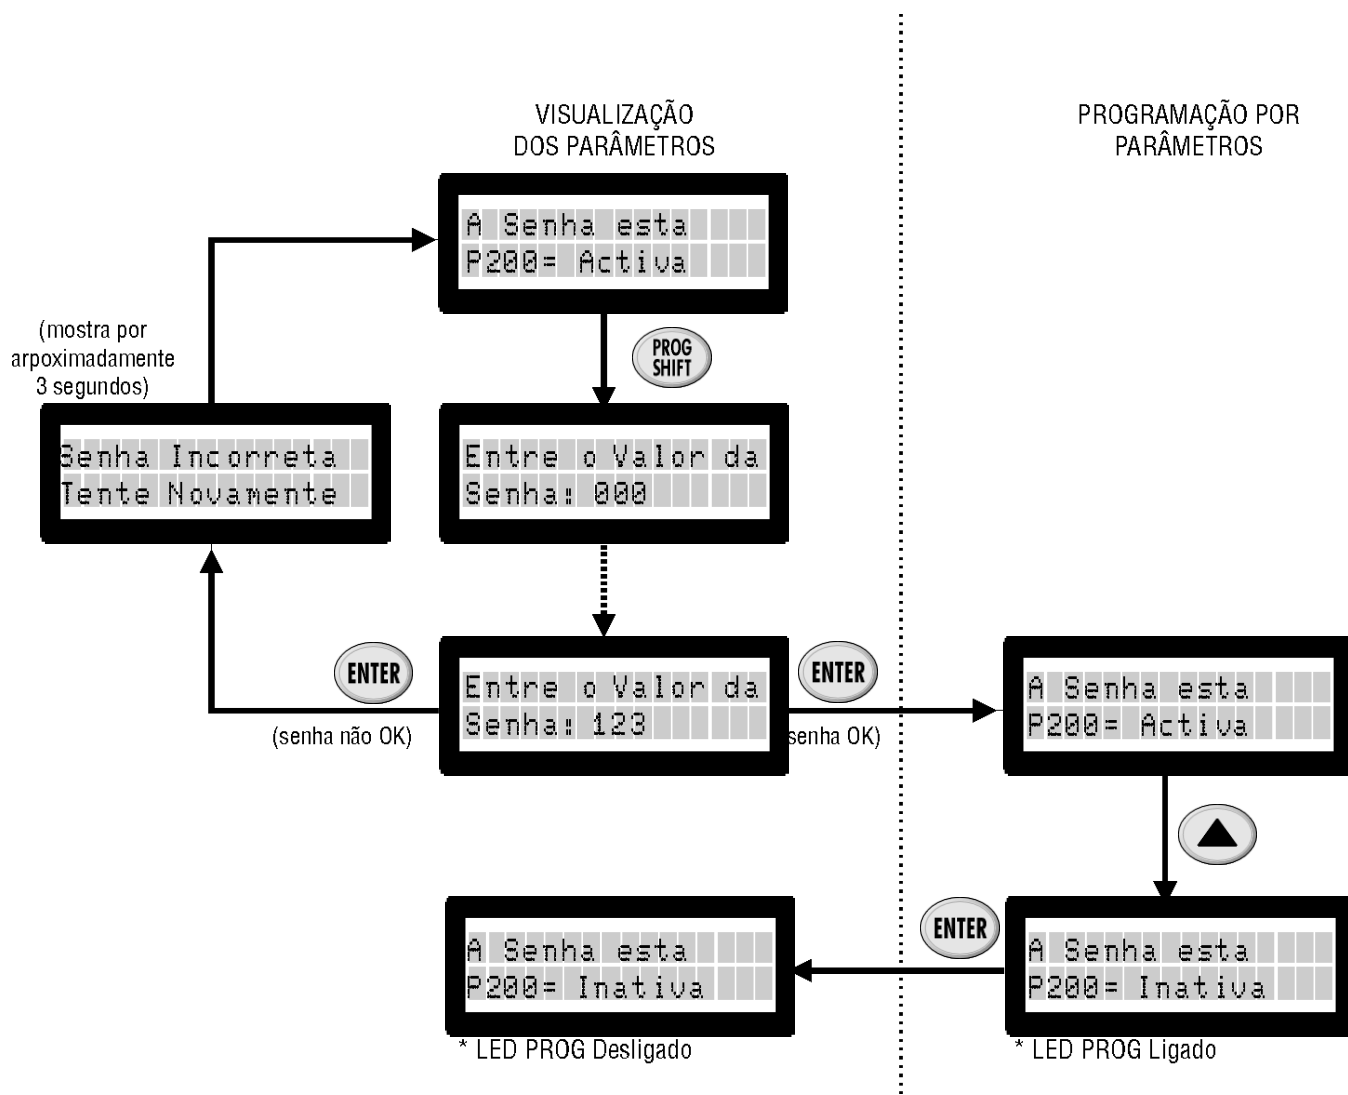 VISUALIZAÇÃO
DOS PARÂMETROS
PROGRAMAÇÃO POR
PARÂMETROS
A Senha esta
P200= Activa
PROG
SHIFT
(mostra por
arpoximadamente
3 segundos)
Senha Incorreta
Tente Novamente
Entre o Valor da
Senha: 000
ENTER
(senha não OK)
Entre o Valor da
Senha: 123
ENTER
senha OK)
A Senha esta
P200= Activa
A Senha esta
P200= Inativa
* LED PROG Desligado
ENTER
A Senha esta
P200= Inativa
* LED PROG Ligado